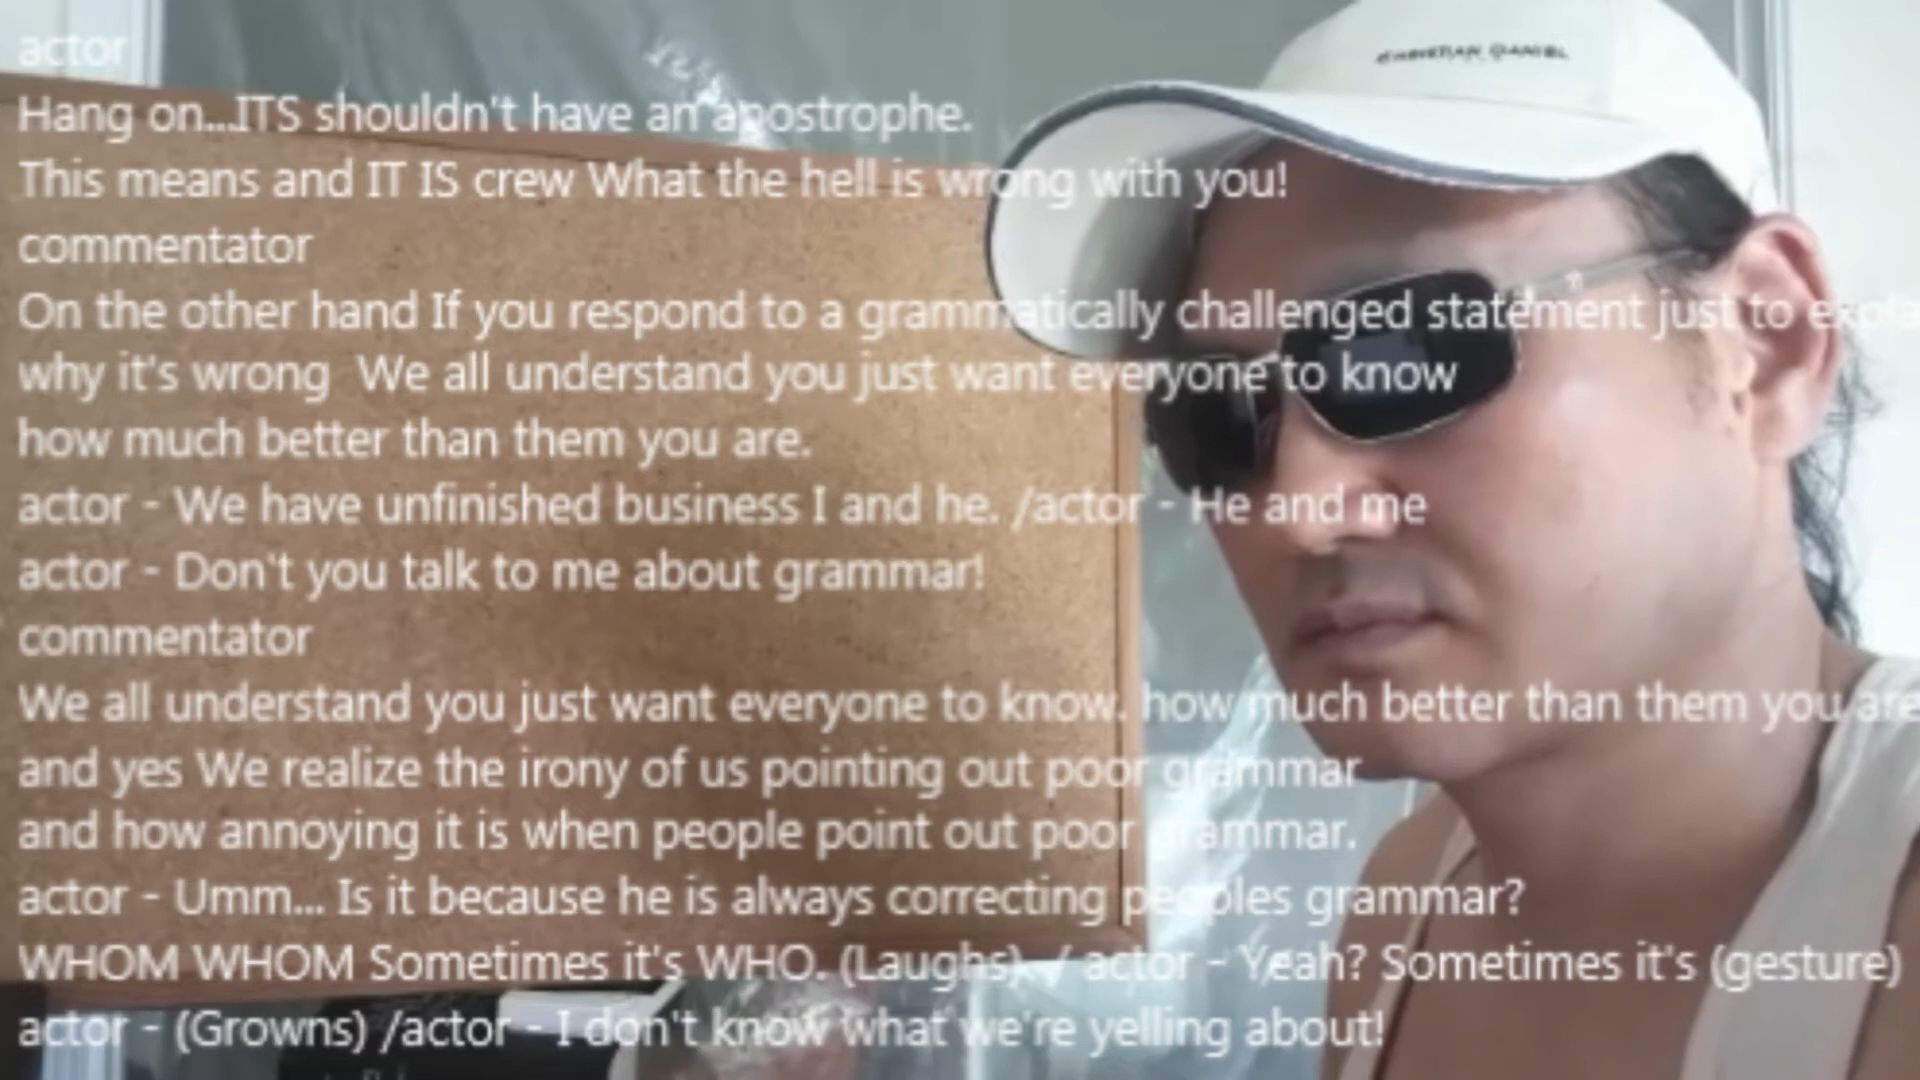 CHRISTIAN DANIEL
actor
Hang on...ITS shouldn't have an apostrophe.
This means and IT IS crew What the hell is wrong with you!
commentator
On the other hand If you respond to a grammatically challenged statement just to expla
why it's wrong  We all understand you just want everyone to know
how much better than them you are.
actor - We have unfinished business I and he. /actor - He and me
actor - Don't you talk to me about grammar!
commentator
We all understand you just want everyone to know. how much better than them you are
and yes We realize the irony of us pointing out poor grammar
and how annoying it is when people point out poor grammar.
actor - Umm... Is it because he is always correcting peoples grammar?
WHOM WHOM Sometimes it's WHO. (Laughs). / actor - Yeah? Sometimes it's (gesture)
actor - (Growns) /actor - I don't know what we're yelling about!